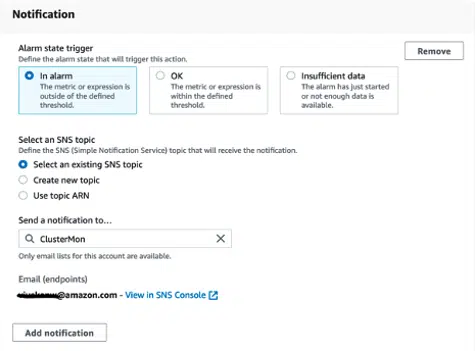 Notification
Alarm state trigger
Define the alarm state that will trigger this action.
Remove
In alarm
The metric or expression is
outside of the defined
threshold.
OK
The metric or expression is
within the defined
threshold.
Insufficient data
The alarm has just started
or not enough data is
available.
Select an SNS topic
Define the SNS (Simple Notification Service) topic that will receive the notification.
Select an existing SNS topic
Create new topic
Use topic ARN
Send a notification to...
ClusterMon
Only email lists for this account are available.
Email (endpoints)
@amazon.com - View in SNS Console
Add notification